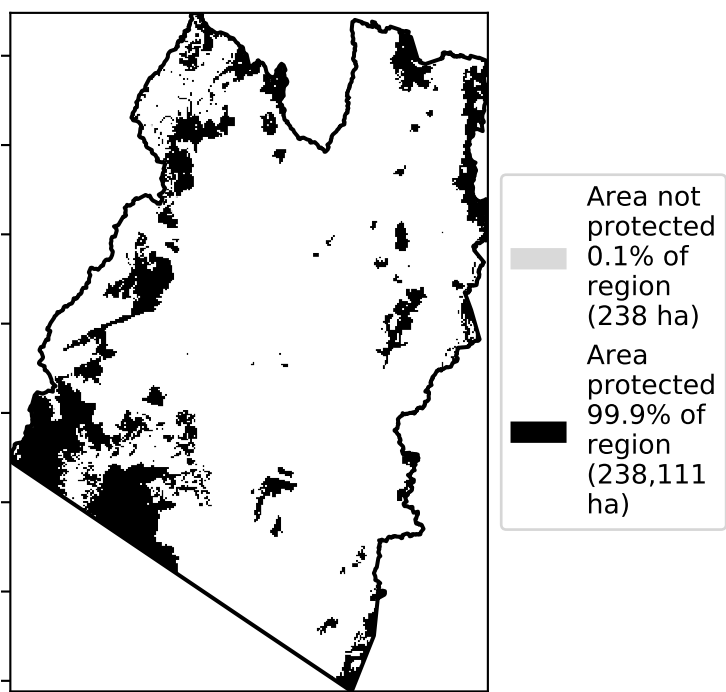 Area not
protected
0.1% of
region
(238 ha)
Area
protected
99.9% of
region
(238,111
ha)